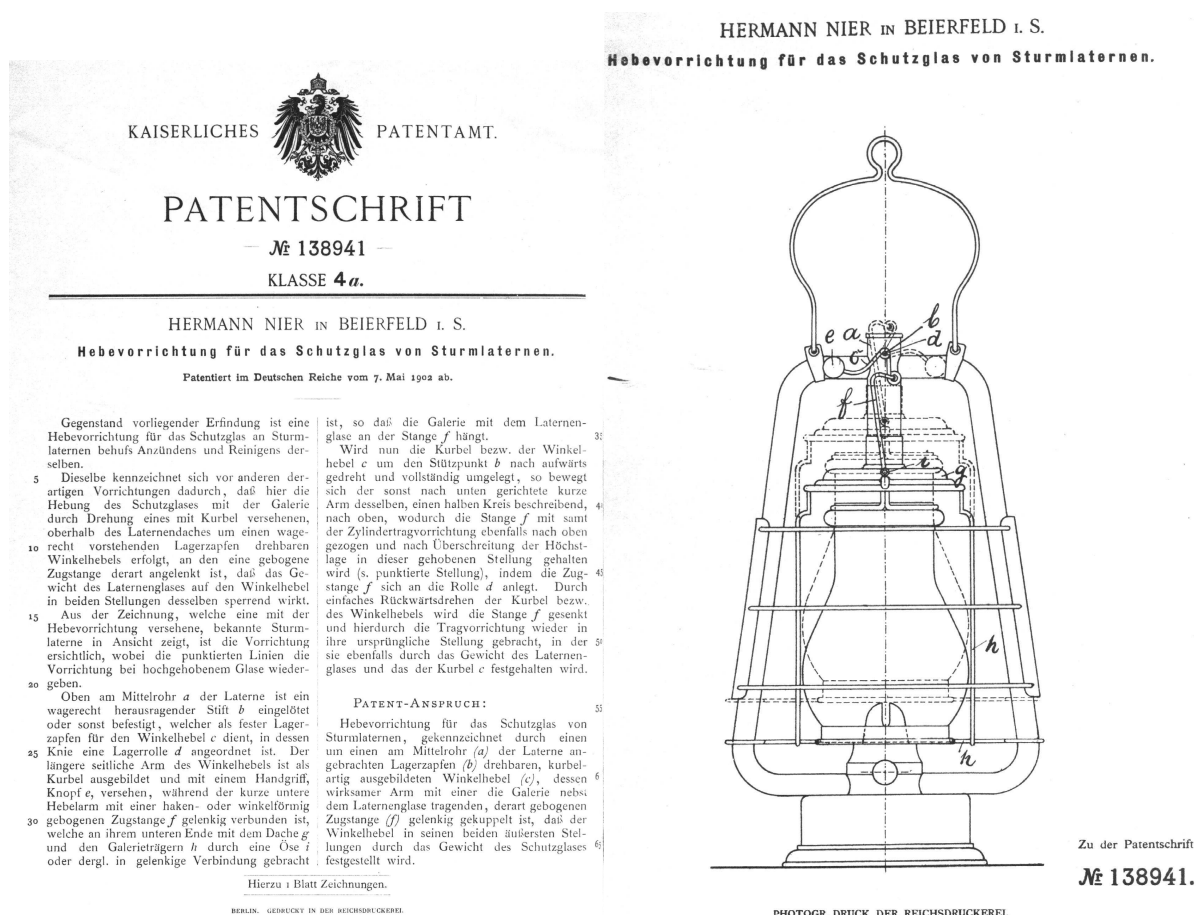 KAISERLICHES PATENTAMT.
PATENTSCHRIFT
№ 138941
KLASSE 4a.
HERMANN NIER IN BEIERFELD I. S.
Hebevorrichtung für das Schutzglas von Sturmlaternen.
Patentiert im Deutschen Reiche vom 7. Mai 1902 ab.
Gegenstand vorliegender Erfindung ist eine
Hebevorrichtung für das Schutzglas an Sturm-
laternen behufs Anzündens und Reinigens der-
selben.
5 Dieselbe kennzeichnet sich vor anderen der-
artigen Vorrichtungen dadurch, daß hier die
Hebung des Schutzglases mit der Galerie
durch Drehung eines mit Kurbel versehenen,
oberhalb des Laternendaches um einen wage-
10 recht vorstehenden Lagerzapfen drehbaren
Winkelhebels erfolgt, an den eine gebogene
Zugstange derart angelenkt ist, daß das Ge-
wicht des Laternenglases auf den Winkelhebel
in beiden Stellungen desselben sperrend wirkt.
15 Aus der Zeichnung, welche eine mit der
Hebevorrichtung versehene, bekannte Sturm-
laterne in Ansicht zeigt, ist die Vorrichtung
ersichtlich, wobei die punktierten Linien die
Vorrichtung bei hochgehobenem Glase wieder-
20 geben.
Oben am Mittelrohr a der Laterne ist ein
wagerecht herausragender Stift b eingelötet
oder sonst befestigt, welcher als fester Lager-
zapfen für den Winkelhebel c dient, in dessen
25 Knie eine Lagerrolle d angeordnet ist. Der
längere seitliche Arm des Winkelhebels ist als
Kurbel ausgebildet und mit einem Handgriff,
Knopf e, versehen, während der kurze untere
Hebelarm mit einer haken- oder winkelförmig
30 gebogenen Zugstange f gelenkig verbunden ist,
welche an ihrem unteren Ende mit dem Dache g
und den Galerieträgern h durch eine Öse i
oder dergl. in gelenkige Verbindung gebracht
ist, so daß die Galerie mit dem Laternen-
glase an der Stange f hängt.
Wird nun die Kurbel bezw. der Winkel-
hebel c um den Stützpunkt b nach aufwärts
gedreht und vollständig umgelegt, so bewegt
sich der sonst nach unten gerichtete kurze
Arm desselben, einen halben Kreis beschreibend,
nach oben, wodurch die Stange f mit samt
der Zylindertragvorrichtung ebenfalls nach oben
gezogen und nach Überschreitung der Höchst-
lage in dieser gehobenen Stellung gehalten
wird (s. punktierte Stellung), indem die Zug-
stange f sich an die Rolle d anlegt. Durch
einfaches Rückwärtsdrehen der Kurbel bezw.
des Winkelhebels wird die Stange f gesenkt
und hierdurch die Tragvorrichtung wieder in
ihre ursprüngliche Stellung gebracht, in der
sie ebenfalls durch das Gewicht des Laternen-
glases und das der Kurbel c festgehalten wird.
PATENT-ANSPRUCH: 55
Hebevorrichtung für das Schutzglas von
Sturmlaternen, gekennzeichnet durch einen
um einen am Mittelrohr (a) der Laterne an-
gebrachten Lagerzapfen (b) drehbaren, kurbel-
artig ausgebildeten Winkelhebel (c), dessen
wirksamer Arm mit einer die Galerie nebst
dem Laternenglase tragenden, derart gebogenen
Zugstange (f) gelenkig gekuppelt ist, daß der
Winkelhebel in seinen beiden äußersten Stel-
lungen durch das Gewicht des Schutzglases
festgestellt wird.
Hierzu 1 Blatt Zeichnungen.
BERLIN. GEDRUCKT IN DER REICHSDRUCKEREI.
HERMANN NIER IN BEIERFELD I. S.
Hebevorrichtung für das Schutzglas von Sturmlaternen.
e a b
c d
f
i g
h
h
Zu der Patentschrift
№ 138941.
PHOTOGR. DRUCK DER REICHSDRUCKEREI.